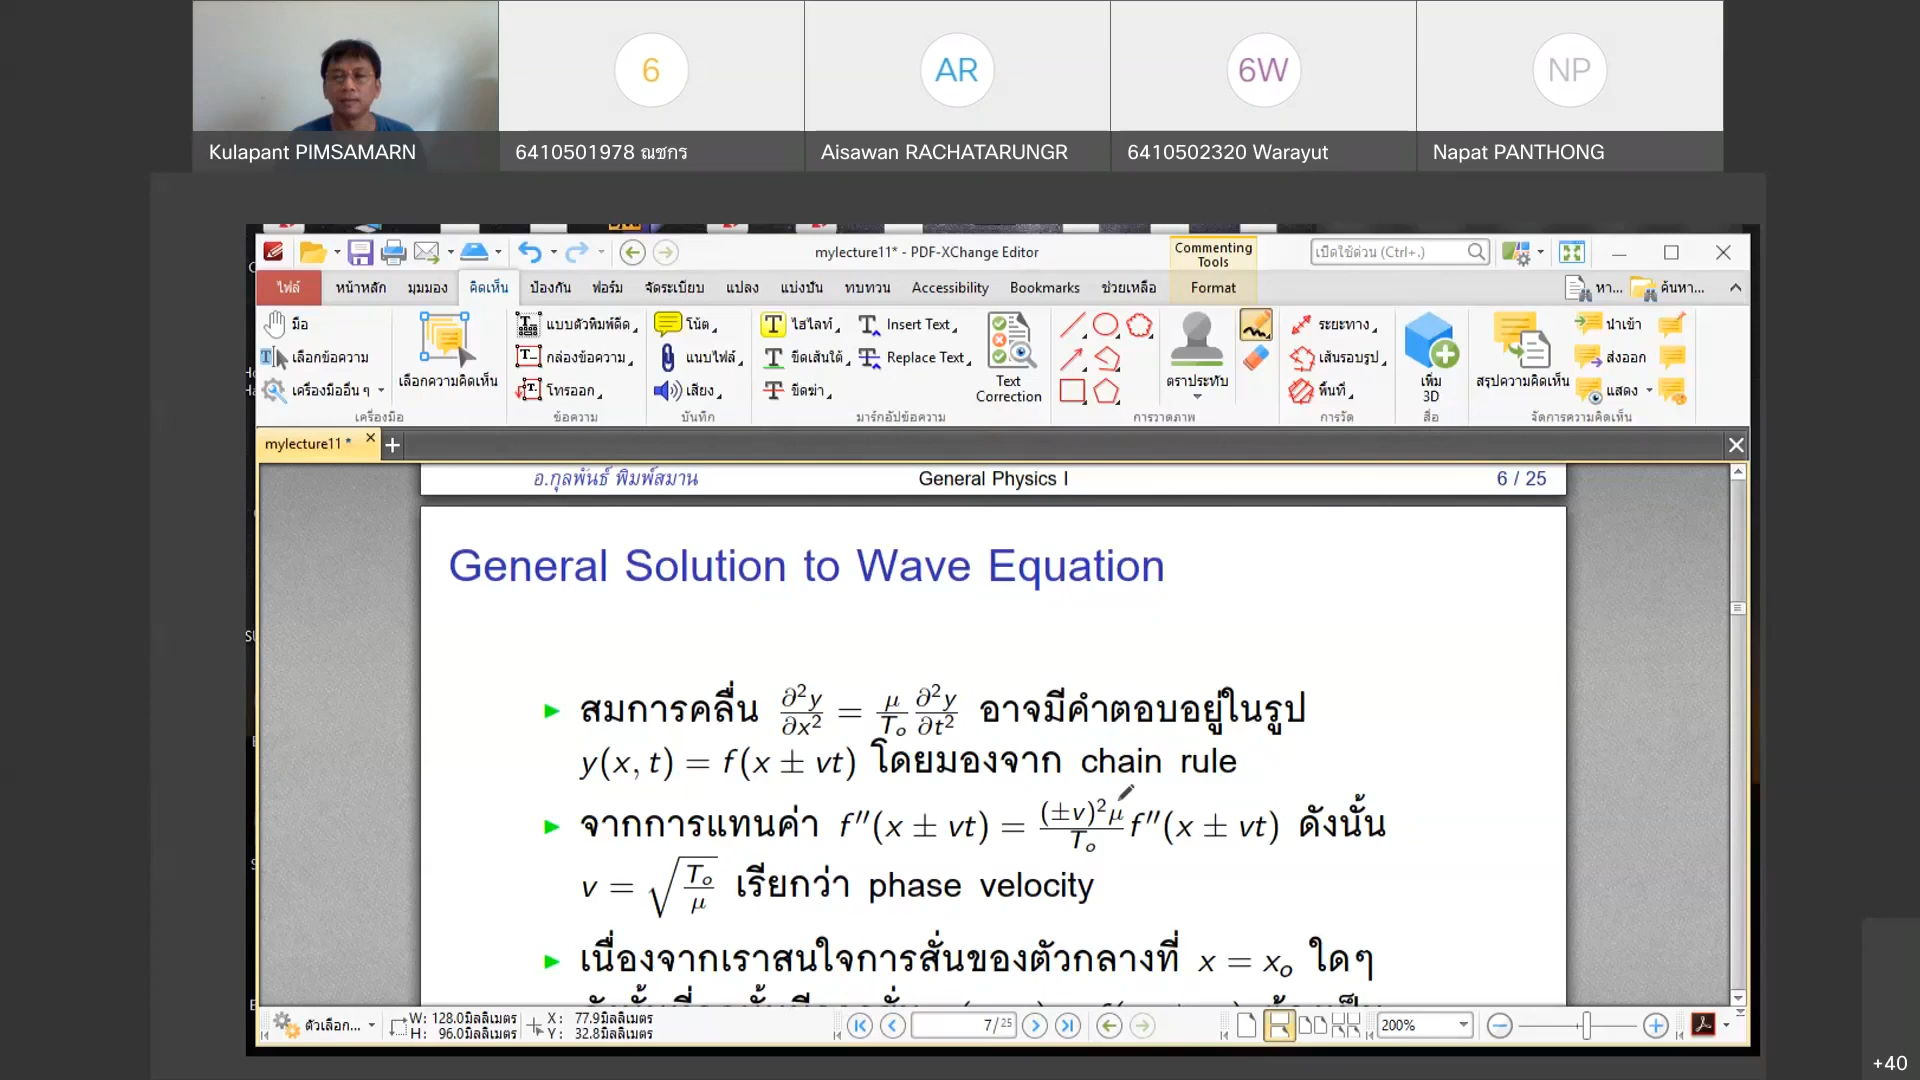 6
AR
6W
NP
Kulapant PIMSAMARN
6410501978 ณชกร
Aisawan RACHATARUNGR
6410502320 Warayut
Napat PANTHONG
mylecture11* - PDF-XChange Editor
Commenting Tools
เปิดใช้ด่วน (Ctrl+.)
ไฟล์ หน้าหลัก มุมมอง คิดเห็น ป้องกัน ฟอร์ม จัดระเบียบ แปลง แบ่งปัน ทบทวน Accessibility Bookmarks ช่วยเหลือ Format หา... ค้นหา...
มือ
เลือกข้อความ
เครื่องมืออื่น ๆ
เครื่องมือ
เลือกความคิดเห็น
แบบตัวพิมพ์ดีด
กล่องข้อความ
โทรออก
ข้อความ
โน้ต
แนบไฟล์
เสียง
บันทึก
ไฮไลท์ Insert Text
ขีดเส้นใต้ Replace Text
ขีดฆ่า
Text Correction
มาร์กอัปข้อความ
การวาดภาพ
ตราประทับ
ระยะทาง
เส้นรอบรูป
พื้นที่
การวัด
เพิ่ม 3D
สื่อ
สรุปความคิดเห็น
นำเข้า
ส่งออก
แสดง
จัดการความคิดเห็น
mylecture11 *
อ.กุลพันธ์ พิมพ์สมาน General Physics I 6 / 25
General Solution to Wave Equation
สมการคลื่น ∂²y/∂x² = μ/Tₒ ∂²y/∂t² อาจมีคำตอบอยู่ในรูป
y(x, t) = f(x ± vt) โดยมองจาก chain rule
จากการแทนค่า f″(x ± vt) = (±v)²μ/Tₒ f″(x ± vt) ดังนั้น
v = √(Tₒ/μ) เรียกว่า phase velocity
เนื่องจากเราสนใจการสั่นของตัวกลางที่ x = xₒ ใดๆ
ตัวเลือก...
W: 128.0มิลลิเมตร
H: 96.0มิลลิเมตร
X: 77.9มิลลิเมตร
Y: 32.8มิลลิเมตร
7/25
200%
+40